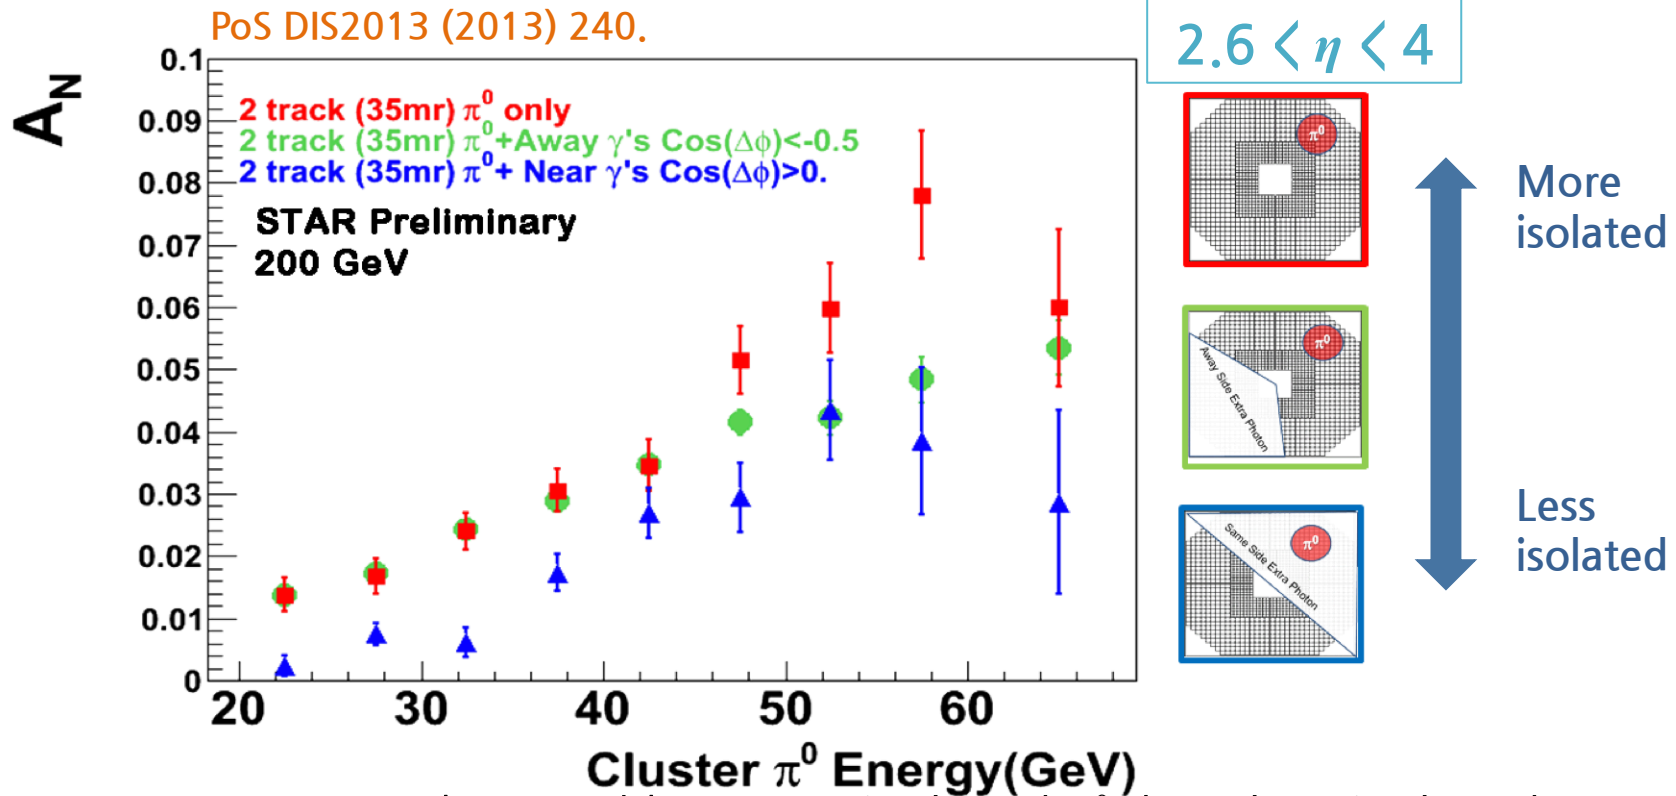 PoS DIS2013 (2013) 240.
2.6 < η < 4
A_N
0.1
0.09
0.08
0.07
0.06
0.05
0.04
0.03
0.02
0.01
0
2 track (35mr) π⁰ only
2 track (35mr) π⁰+Away γ's Cos(Δϕ)<-0.5
2 track (35mr) π⁰+ Near γ's Cos(Δϕ)>0.
STAR Preliminary
200 GeV
20 30 40 50 60
Cluster π⁰ Energy(GeV)
π⁰
π⁰
Away Side Extra Photon
π⁰
Same Side Extra Photon
More
isolated
Less
isolated